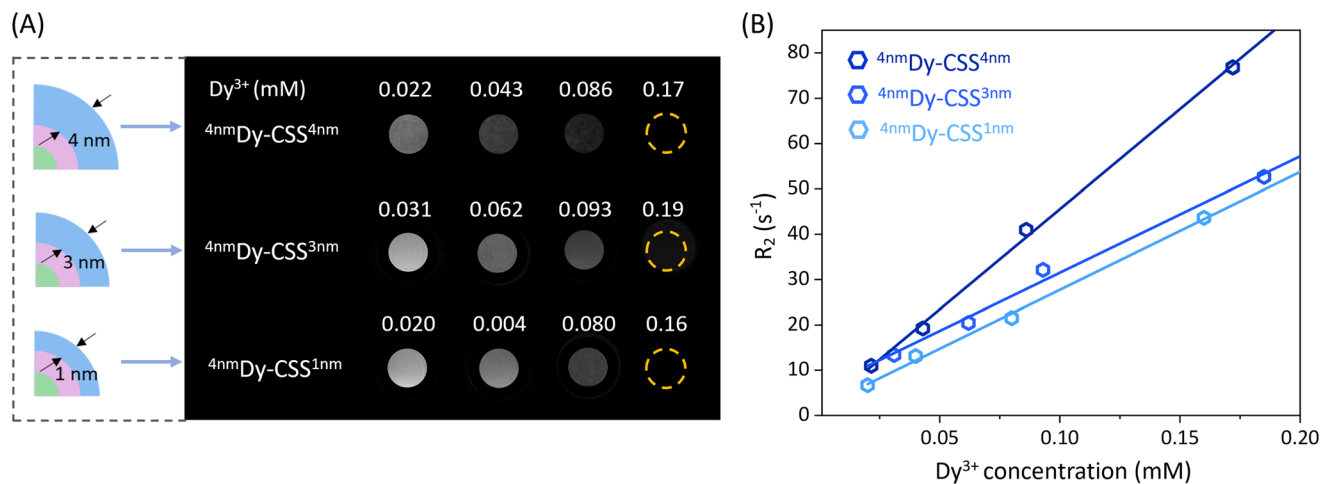 (A)
4 nm
3 nm
1 nm
Dy³⁺ (mM) 0.022 0.043 0.086 0.17
⁴ⁿᵐDy-CSS⁴ⁿᵐ
0.031 0.062 0.093 0.19
⁴ⁿᵐDy-CSS³ⁿᵐ
0.020 0.004 0.080 0.16
⁴ⁿᵐDy-CSS¹ⁿᵐ
(B)
⁴ⁿᵐDy-CSS⁴ⁿᵐ
⁴ⁿᵐDy-CSS³ⁿᵐ
⁴ⁿᵐDy-CSS¹ⁿᵐ
R₂ (s⁻¹)
80
70
60
50
40
30
20
10
0
0.05 0.10 0.15 0.20
Dy³⁺ concentration (mM)